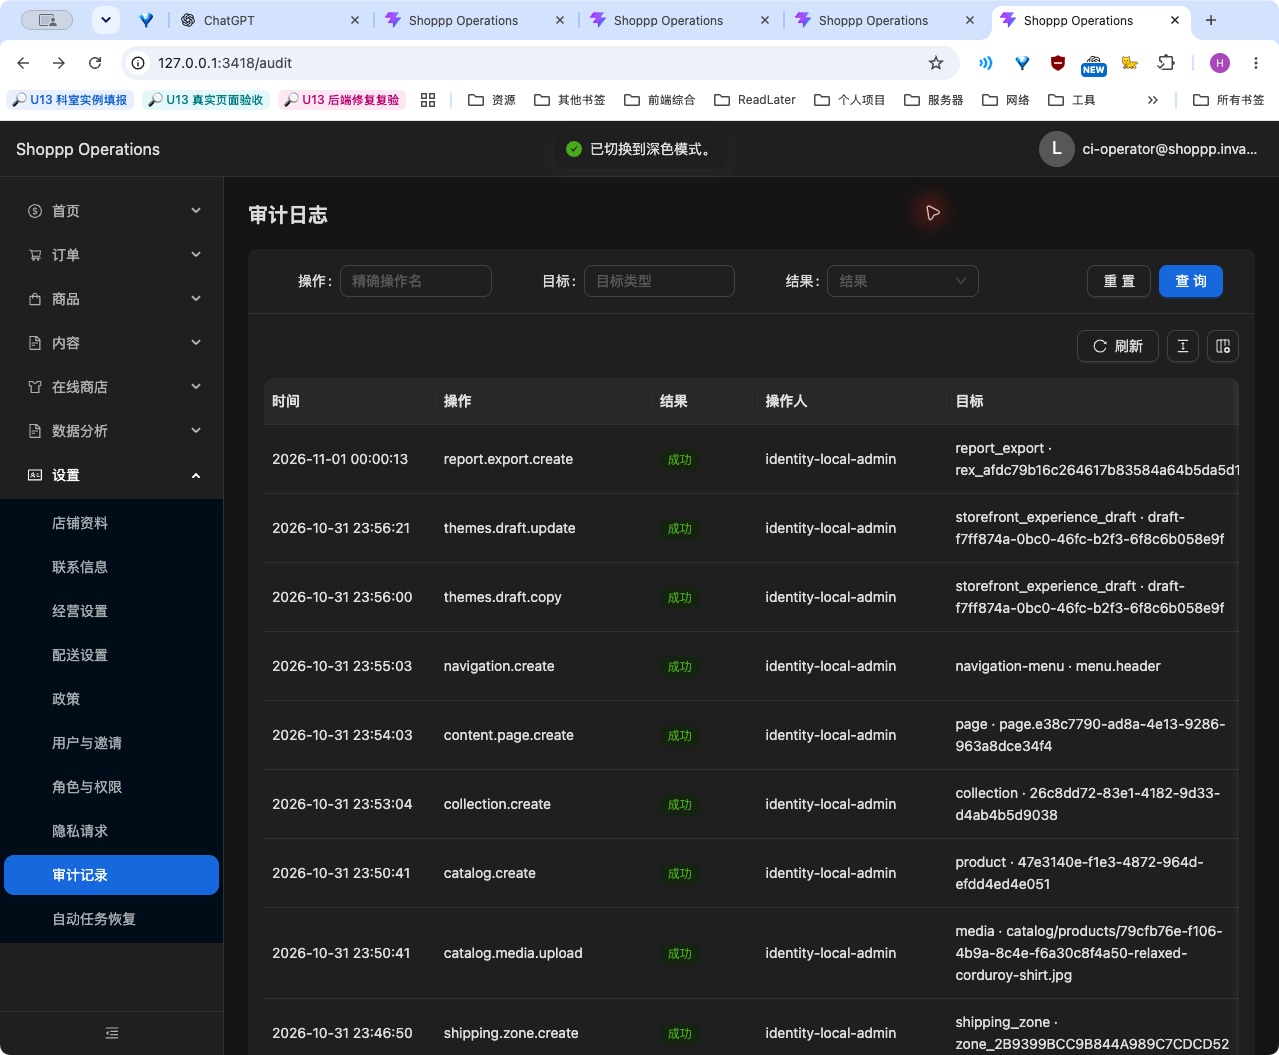 ChatGPT
Shoppp Operations
Shoppp Operations
Shoppp Operations
Shoppp Operations
127.0.0.1:3418/audit
NEW
H
U13 科室实例填报
U13 真实页面验收
U13 后端修复复验
资源
其他书签
前端综合
ReadLater
个人项目
服务器
网络
工具
所有书签
Shoppp Operations
已切换到深色模式。
L
ci-operator@shoppp.inva...
首页
订单
商品
内容
在线商店
数据分析
设置
店铺资料
联系信息
经营设置
配送设置
政策
用户与邀请
角色与权限
隐私请求
审计记录
自动任务恢复
审计日志
操作: 精确操作名
目标: 目标类型
结果: 结果
重 置
查 询
刷新
时间 操作 结果 操作人 目标
2026-11-01 00:00:13 report.export.create 成功 identity-local-admin report_export ·
rex_afdc79b16c264617b83584a64b5da5d1
2026-10-31 23:56:21 themes.draft.update 成功 identity-local-admin storefront_experience_draft · draft-
f7ff874a-0bc0-46fc-b2f3-6f8c6b058e9f
2026-10-31 23:56:00 themes.draft.copy 成功 identity-local-admin storefront_experience_draft · draft-
f7ff874a-0bc0-46fc-b2f3-6f8c6b058e9f
2026-10-31 23:55:03 navigation.create 成功 identity-local-admin navigation-menu · menu.header
2026-10-31 23:54:03 content.page.create 成功 identity-local-admin page · page.e38c7790-ad8a-4e13-9286-
963a8dce34f4
2026-10-31 23:53:04 collection.create 成功 identity-local-admin collection · 26c8dd72-83e1-4182-9d33-
d4ab4b5d9038
2026-10-31 23:50:41 catalog.create 成功 identity-local-admin product · 47e3140e-f1e3-4872-964d-
efdd4ed4e051
2026-10-31 23:50:41 catalog.media.upload 成功 identity-local-admin media · catalog/products/79cfb76e-f106-
4b9a-8c4e-f6a30c8f4a50-relaxed-
corduroy-shirt.jpg
2026-10-31 23:46:50 shipping.zone.create 成功 identity-local-admin shipping_zone ·
zone_2B9399BCC9B844A989C7CDCD52